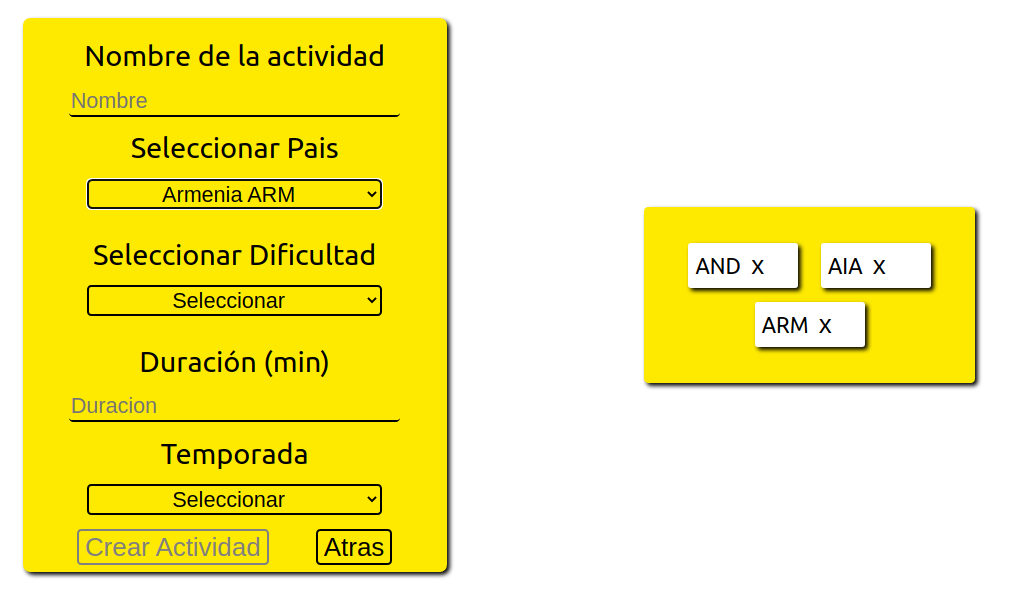 Nombre de la actividad
Nombre
Seleccionar Pais
Armenia ARM
Seleccionar Dificultad
Seleccionar
Duración (min)
Duracion
Temporada
Seleccionar
Crear Actividad Atras
AND X AIA X
ARM X